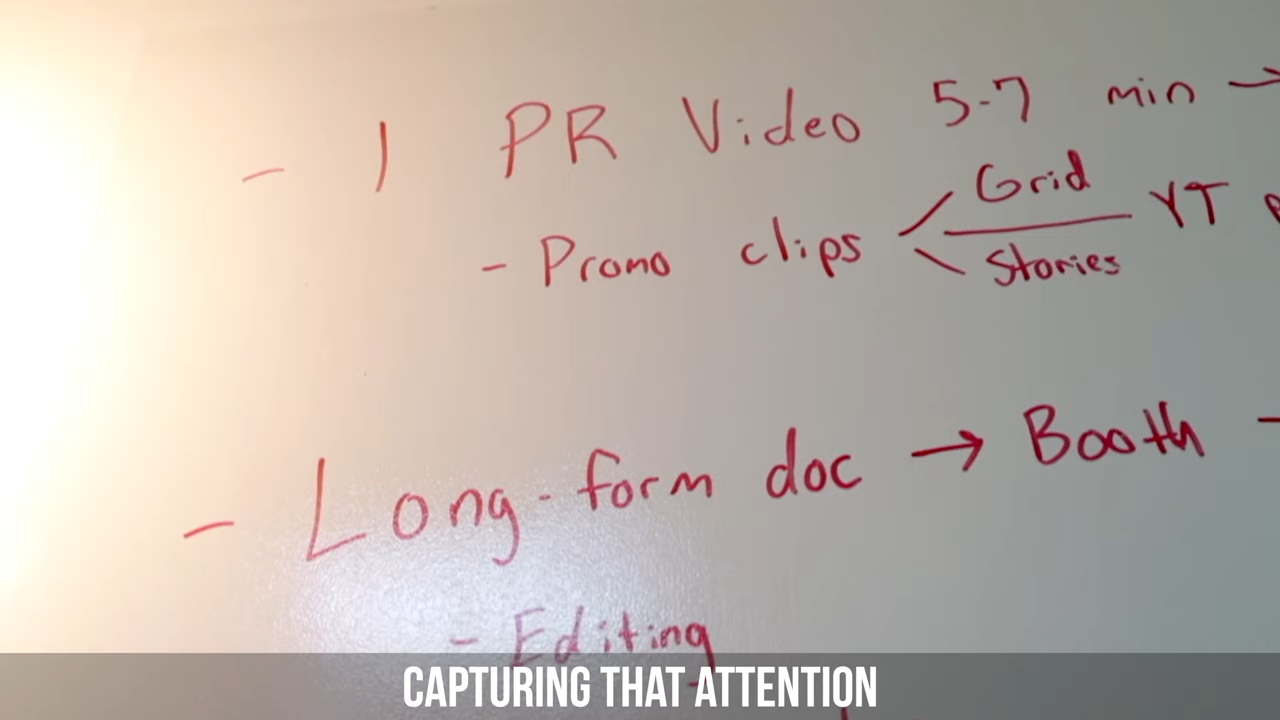 - 1 PR Video 5-7 min →
- Promo clips < Grid YT
Stories
- Long-form doc → Booth -
- Editing
CAPTURING THAT ATTENTION